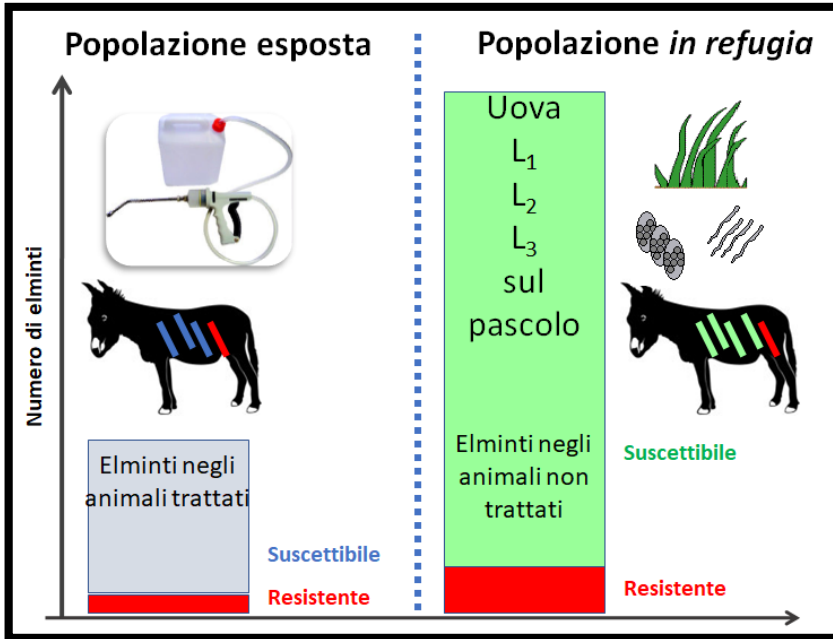 Popolazione esposta
Popolazione in refugia
Numero di elminti
Elminti negli
animali trattati
Suscettibile
Resistente
Uova
L₁
L₂
L₃
sul
pascolo
Elminti negli
animali non
trattati
Suscettibile
Resistente